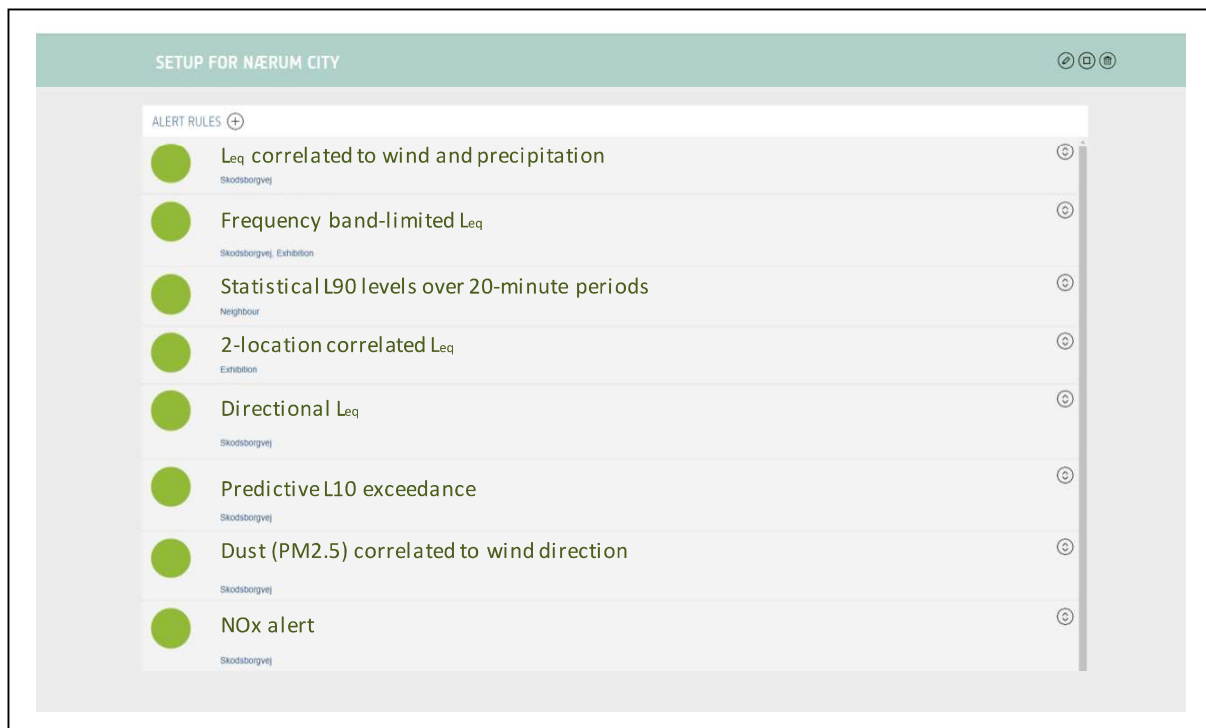 SETUP FOR NÆRUM CITY
ALERT RULES
Leq correlated to wind and precipitation
Skodsborgvej
Frequency band-limited Leq
Skodsborgvej, Exhibition
Statistical L90 levels over 20-minute periods
Neighbour
2-location correlated Leq
Exhibition
Directional Leq
Skodsborgvej
Predictive L10 exceedance
Skodsborgvej
Dust (PM2.5) correlated to wind direction
Skodsborgvej
NOx alert
Skodsborgvej